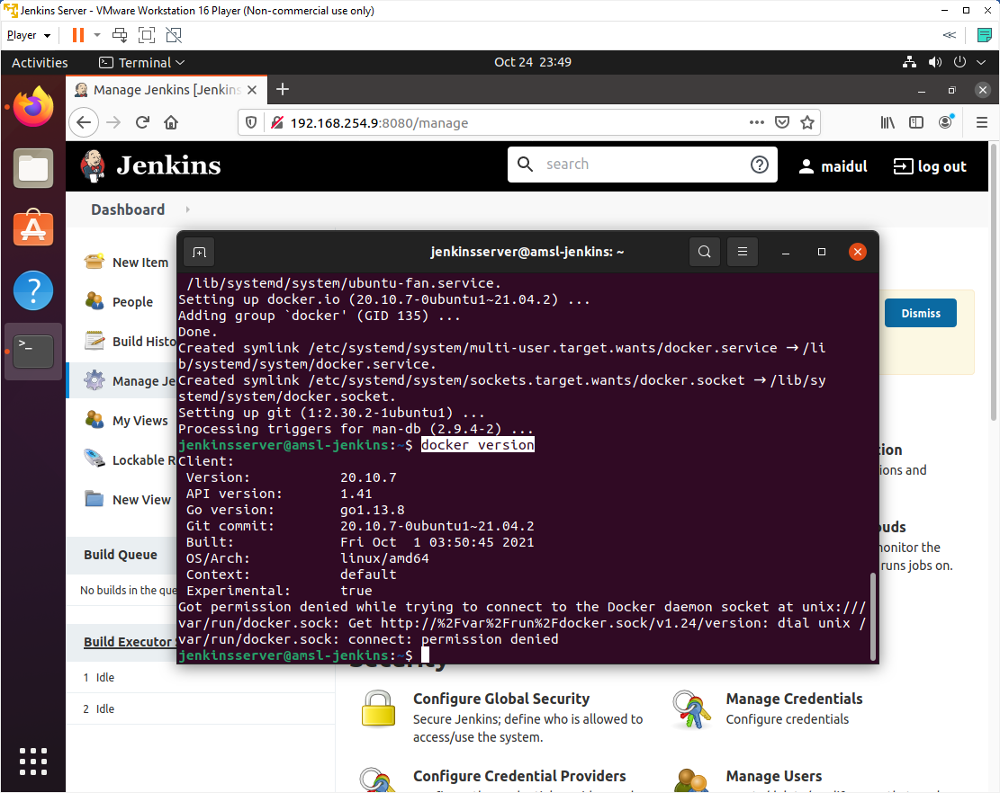 Jenkins Server - VMware Workstation 16 Player (Non-commercial use only)
Player
Activities
Terminal
Oct 24 23:49
Manage Jenkins [Jenkins
192.168.254.9:8080/manage
Jenkins
search
maidul
log out
Dashboard
New Item
People
Build Histo
Manage Je
My Views
Lockable R
New View
Build Queue
No builds in the que
Build Executor
1 Idle
2 Idle
Dismiss
tion
ions and
ouds
nonitor the
runs jobs on.
jenkinsserver@amsl-jenkins: ~
/lib/systemd/system/ubuntu-fan.service.
Setting up docker.io (20.10.7-0ubuntu1~21.04.2) ...
Adding group `docker' (GID 135) ...
Done.
Created symlink /etc/systemd/system/multi-user.target.wants/docker.service → /li
b/systemd/system/docker.service.
Created symlink /etc/systemd/system/sockets.target.wants/docker.socket → /lib/sy
stemd/system/docker.socket.
Setting up git (1:2.30.2-1ubuntu1) ...
Processing triggers for man-db (2.9.4-2) ...
jenkinsserver@amsl-jenkins:~$ docker version
Client:
Version: 20.10.7
API version: 1.41
Go version: go1.13.8
Git commit: 20.10.7-0ubuntu1~21.04.2
Built: Fri Oct 1 03:50:45 2021
OS/Arch: linux/amd64
Context: default
Experimental: true
Got permission denied while trying to connect to the Docker daemon socket at unix:///
var/run/docker.sock: Get http://%2Fvar%2Frun%2Fdocker.sock/v1.24/version: dial unix /
var/run/docker.sock: connect: permission denied
jenkinsserver@amsl-jenkins:~$
Security
Configure Global Security
Secure Jenkins; define who is allowed to
access/use the system.
Manage Credentials
Configure credentials
Configure Credential Providers
Manage Users